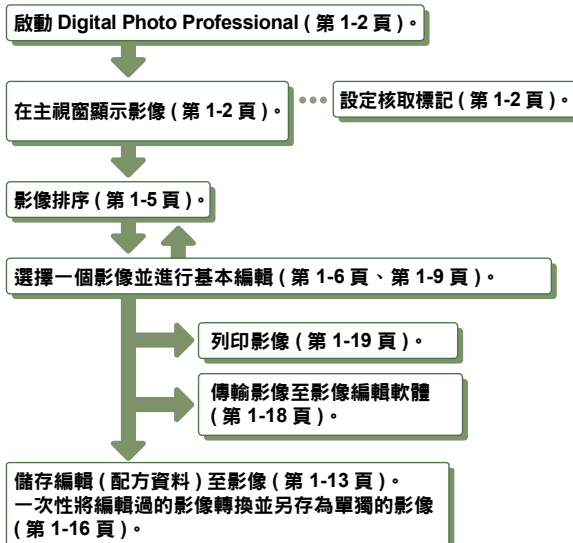 啟動 Digital Photo Professional ( 第 1-2 頁 )。
在主視窗顯示影像 ( 第 1-2 頁 )。
設定核取標記 ( 第 1-2 頁 )。
影像排序 ( 第 1-5 頁 )。
選擇一個影像並進行基本編輯 ( 第 1-6 頁、第 1-9 頁 )。
列印影像 ( 第 1-19 頁 )。
傳輸影像至影像編輯軟體
( 第 1-18 頁 )。
儲存編輯 ( 配方資料 ) 至影像 ( 第 1-13 頁 )。
一次性將編輯過的影像轉換並另存為單獨的影像
( 第 1-16 頁 )。